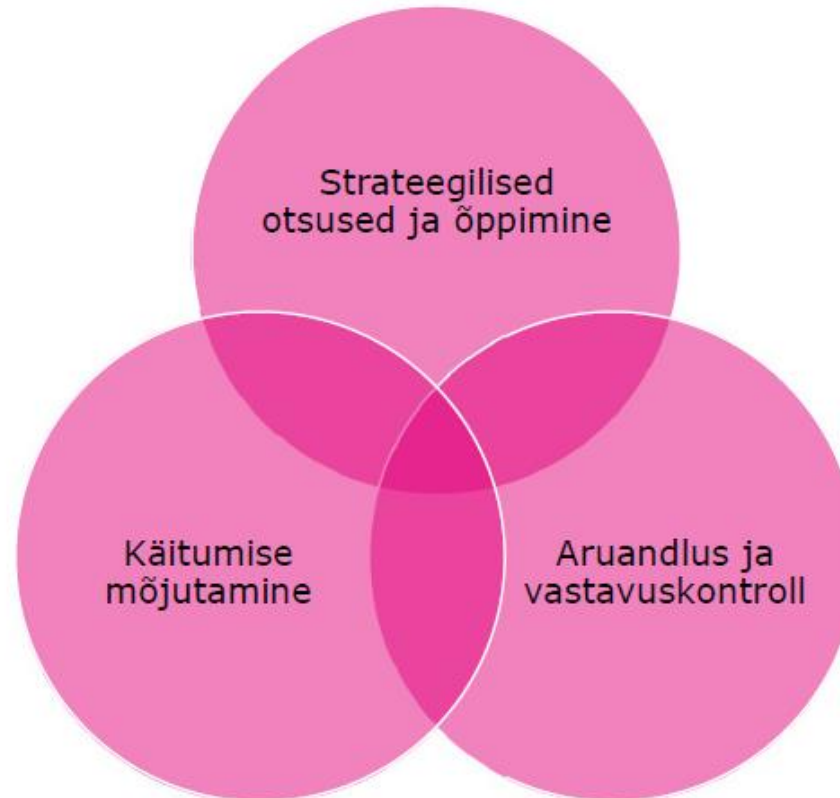 Strateegilised
otsused ja õppimine
Käitumise
mõjutamine
Aruandlus ja
vastavuskontroll